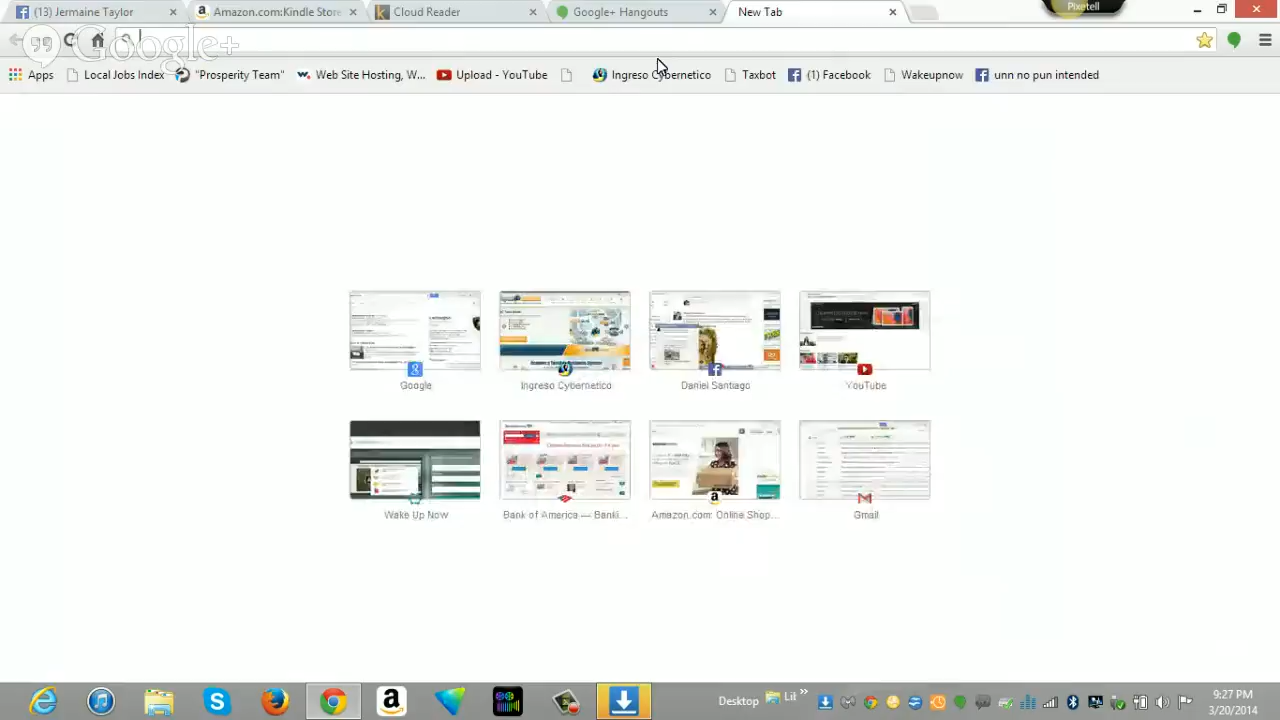 (13) Jermaine Taylor
Amazon.com:Kindle Store
Cloud Reader
Google+ Hangouts
New Tab
Pixetell
Google+
Apps
Local Jobs Index
"Prosperity Team"
Web Site Hosting, W...
Upload - YouTube
Ingreso Cybernetico
Taxbot
(1) Facebook
Wakeupnow
unn no pun intended
Google
Ingreso Cybernetico
Daniel Santiago
YouTube
Wake Up Now
Bank of America — Banki...
Amazon.com: Online Shop...
Gmail
Desktop
Lil
9:27 PM
3/20/2014